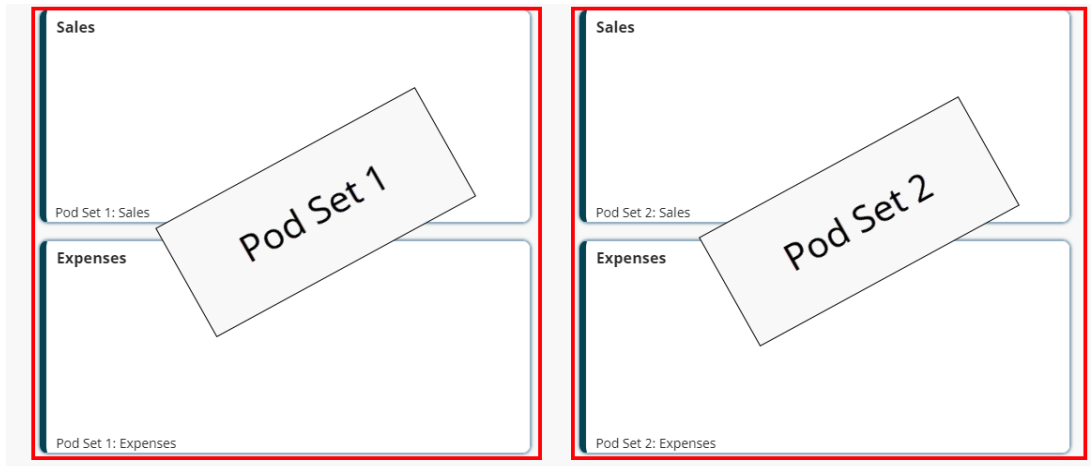 Sales
Pod Set 1
Pod Set 1: Sales
Expenses
Pod Set 1: Expenses
Sales
Pod Set 2
Pod Set 2: Sales
Expenses
Pod Set 2: Expenses